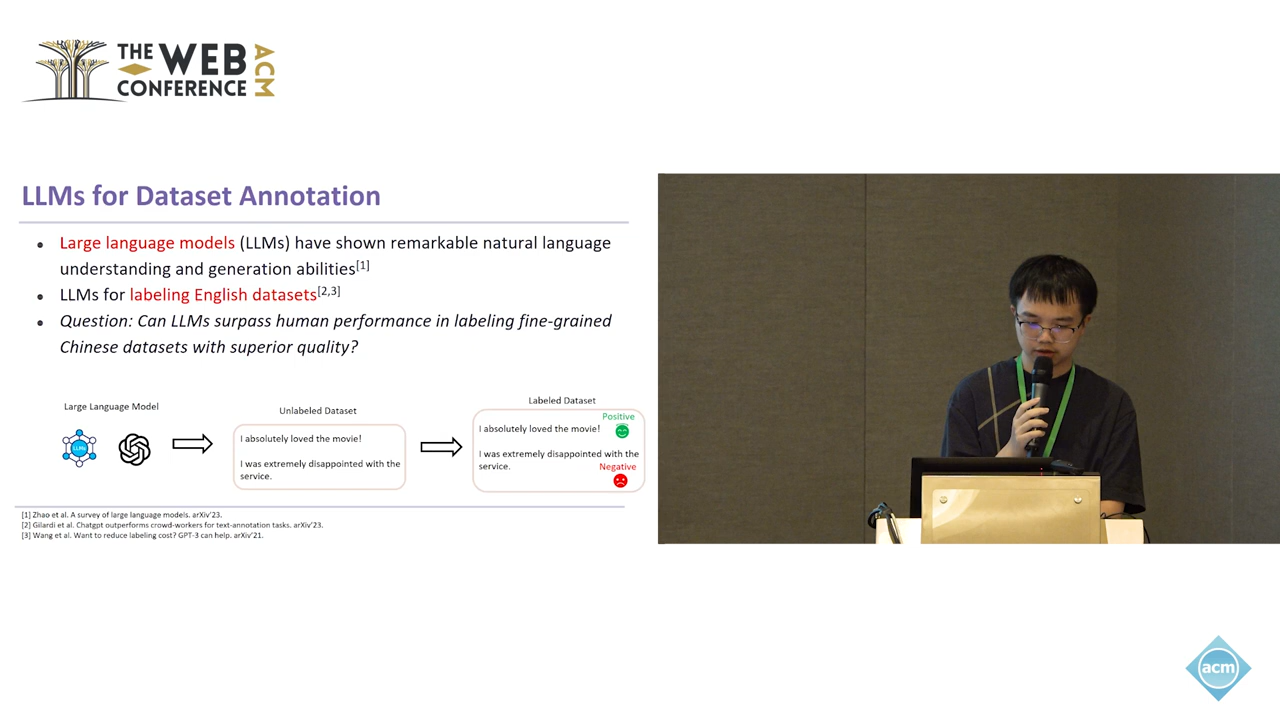 THE WEB
CONFERENCE
ACM
LLMs for Dataset Annotation
• Large language models (LLMs) have shown remarkable natural language
understanding and generation abilities[1]
• LLMs for labeling English datasets[2,3]
• Question: Can LLMs surpass human performance in labeling fine-grained
Chinese datasets with superior quality?
Large Language Model
LLMs
Unlabeled Dataset
I absolutely loved the movie!
I was extremely disappointed with the
service.
Labeled Dataset
Positive
I absolutely loved the movie!
I was extremely disappointed with the
service.
Negative
[1] Zhao et al. A survey of large language models. arXiv'23.
[2] Gilardi et al. Chatgpt outperforms crowd-workers for text-annotation tasks. arXiv'23.
[3] Wang et al. Want to reduce labeling cost? GPT-3 can help. arXiv'21.
acm